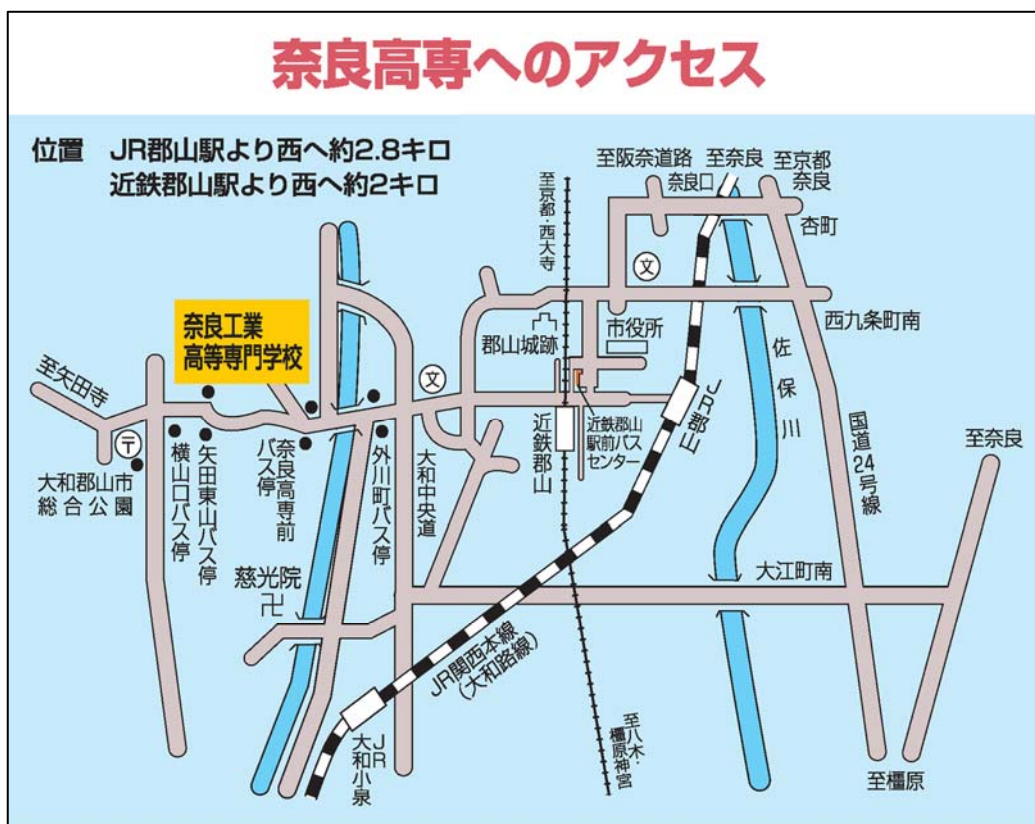 奈良高専へのアクセス
位置 JR郡山駅より西へ約2.8キロ
近鉄郡山駅より西へ約2キロ
至阪奈道路
至奈良
至京都
奈良
奈良口
杏町
至京都・西大寺
文
西九条町南
奈良工業
高等専門学校
郡山城跡
市役所
佐保川
至矢田寺
文
JR郡山
近鉄郡山
近鉄郡山
駅前バス
センター
国道24号線
至奈良
〒
大和郡山市
総合公園
横山口バス停
矢田東山バス停
奈良高専前
バス停
外川町バス停
大和中央道
慈光院
卍
大江町南
JR関西本線
(大和路線)
JR
大和小泉
至八木・
橿原神宮
至橿原